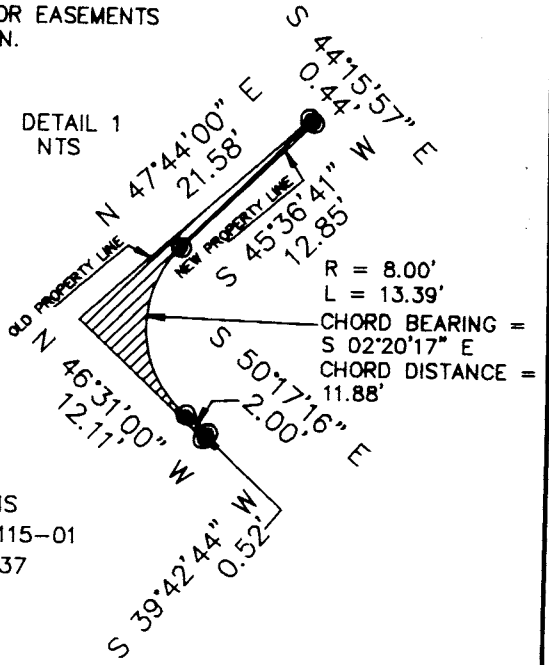 OR EASEMENTS
N.
DETAIL 1
NTS
S 44°15'57" E
0.44'
N 47°44'00" E
21.58'
OLD PROPERTY LINE
NEW PROPERTY LINE
S 45°36'41" W
12.85'
R = 8.00'
L = 13.39'
CHORD BEARING =
S 02°20'17" E
CHORD DISTANCE =
11.88'
S 50°17'16" E
2.00'
N 46°31'00" W
12.11'
S 39°42'44" W
0.52'
IS
115-01
37